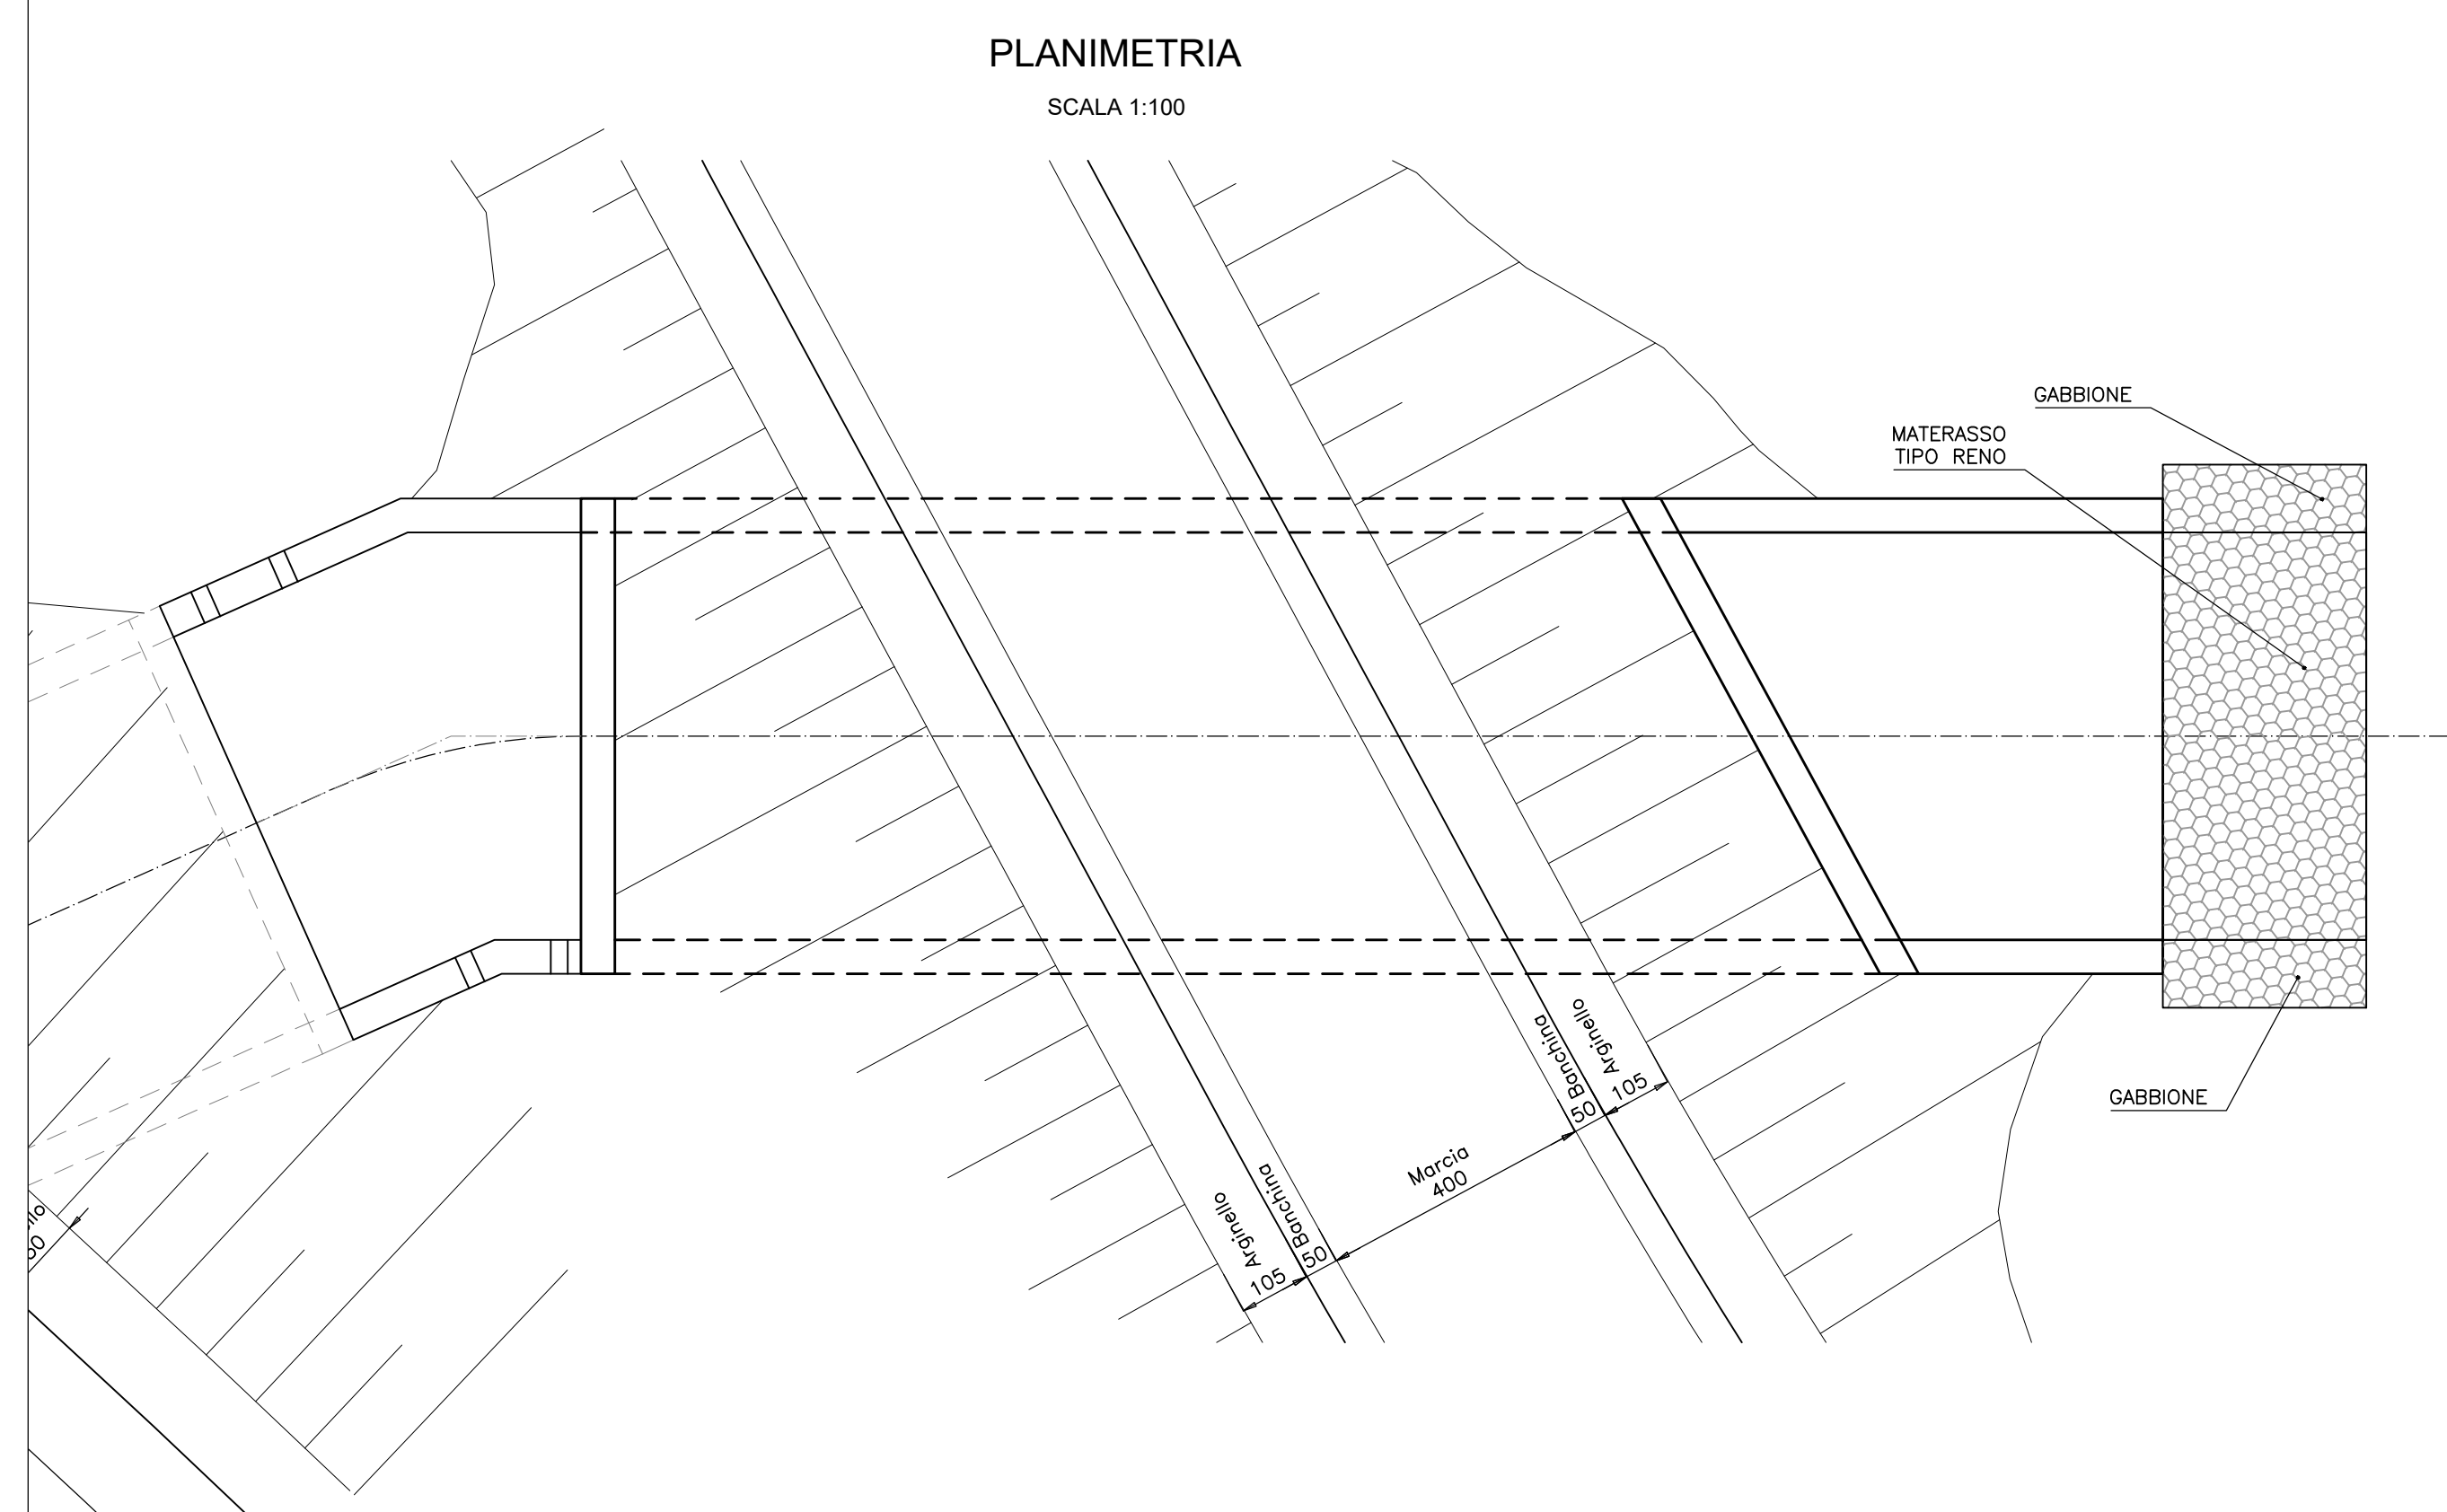 PLANIMETRIA
SCALA 1:100
GABBIONE
MATERASSO
TIPO RENO
GABBIONE
Arginello
105
Banchina
50
Marcia
400
Banchina
50
Arginello
105